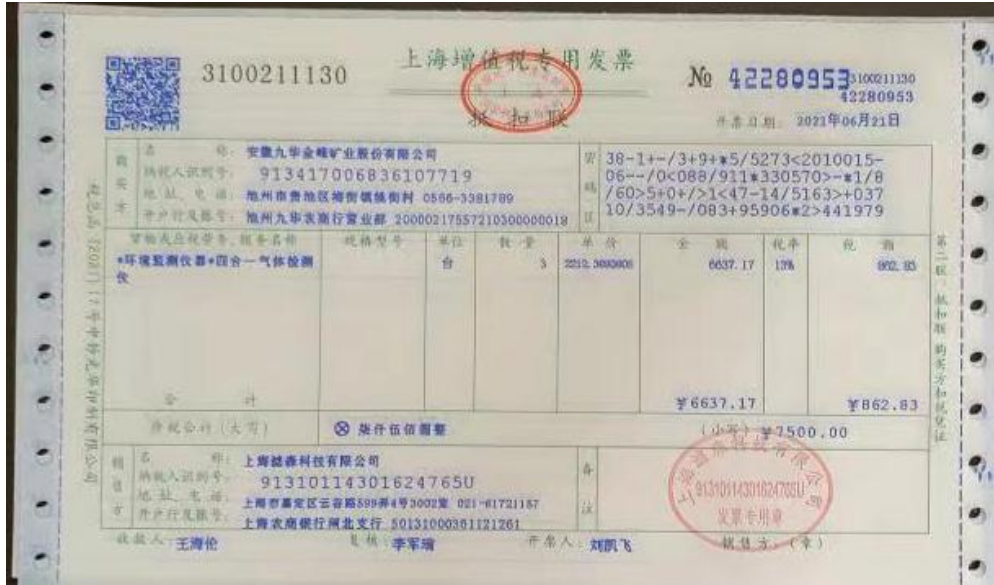 3100211130
上海增值税专用发票
抵扣联
№ 42280953
3100211130
42280953
开票日期: 2021年06月21日
购买方
名 称: 安徽九华金峰矿业股份有限公司
纳税人识别号: 913417006836107719
地址、电话: 池州市贵地区墩街镇姚街村 0566-3381789
开户行及账号: 池州九华农商行营业部 20000217557210300000018
密码区
38-1+-/3+9+*5/5273<2010015-
06--/0<088/911*330570>-*1/8
/60>5+0+/>1<47-14/5163>+037
10/3549-/083+95906*2>441979
货物或应税劳务、服务名称 规格型号 单位 数量 单价 金额 税率 税额
*环境监测仪器*四合一气体检测仪 台 3 6637.17 13% 862.83
合 计 ¥6637.17 ¥862.83
价税合计(大写) ⊗ 柒仟伍佰圆整 (小写) ¥7500.00
销售方
名 称: 上海誌森科技有限公司
纳税人识别号: 91310114301624765U
地址、电话: 上海市嘉定区云谷路599弄4号3002室 021-61721157
开户行及账号: 上海农商银行闸北支行 50131000361121261
备注
91310114301624765U
发票专用章
收款人: 王海伦 复核: 李军瑞 开票人: 刘凯飞 销售方: (章)
第二联:抵扣联 购买方扣税凭证